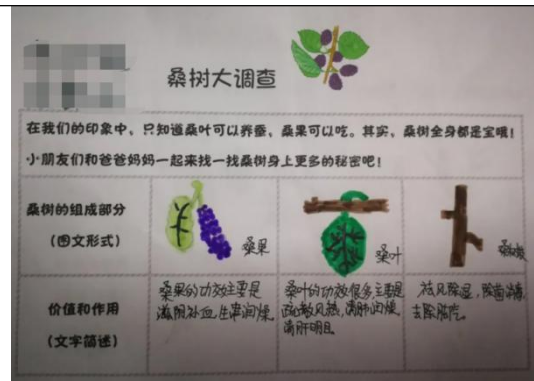 桑树大调查
在我们的印象中，只知道桑叶可以养蚕，桑果可以吃。其实，桑树全身都是宝哦！
小朋友们和爸爸妈妈一起来找一找桑树身上更多的秘密吧！
桑树的组成部分
（图文形式）
桑果
桑叶
价值和作用
（文字简述）
桑果的功效主要是
滋阴补血,生津润燥.
桑叶的功效很多,主要是
疏散风热,清肺润燥,
清肝明目.
祛风除湿,
去除脂肪.